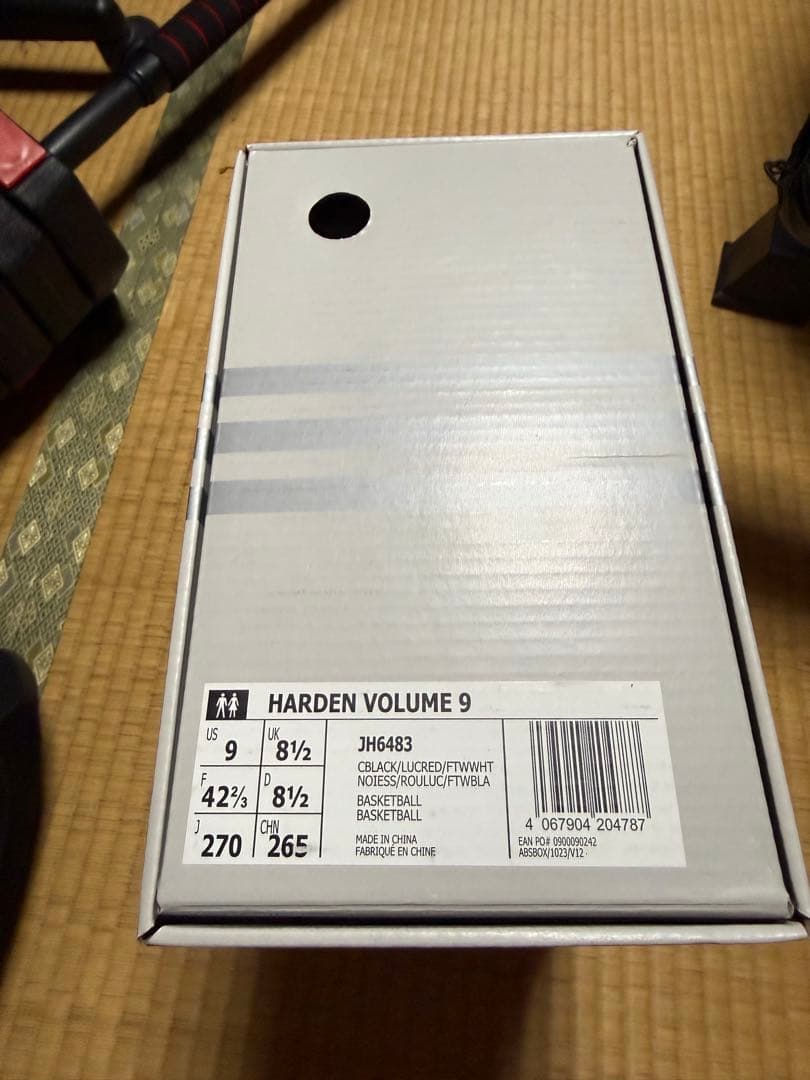 HARDEN VOLUME 9
US 9
UK 8½
F 42⅔
D 8½
J 270
CHN 265
JH6483
CBLACK/LUCRED/FTWWHT
NOIESS/ROULUC/FTWBLA
BASKETBALL
BASKETBALL
MADE IN CHINA
FABRIQUÉ EN CHINE
4 067904 204787
EAN PO# 0900090242
ABSBOX/1023/V12